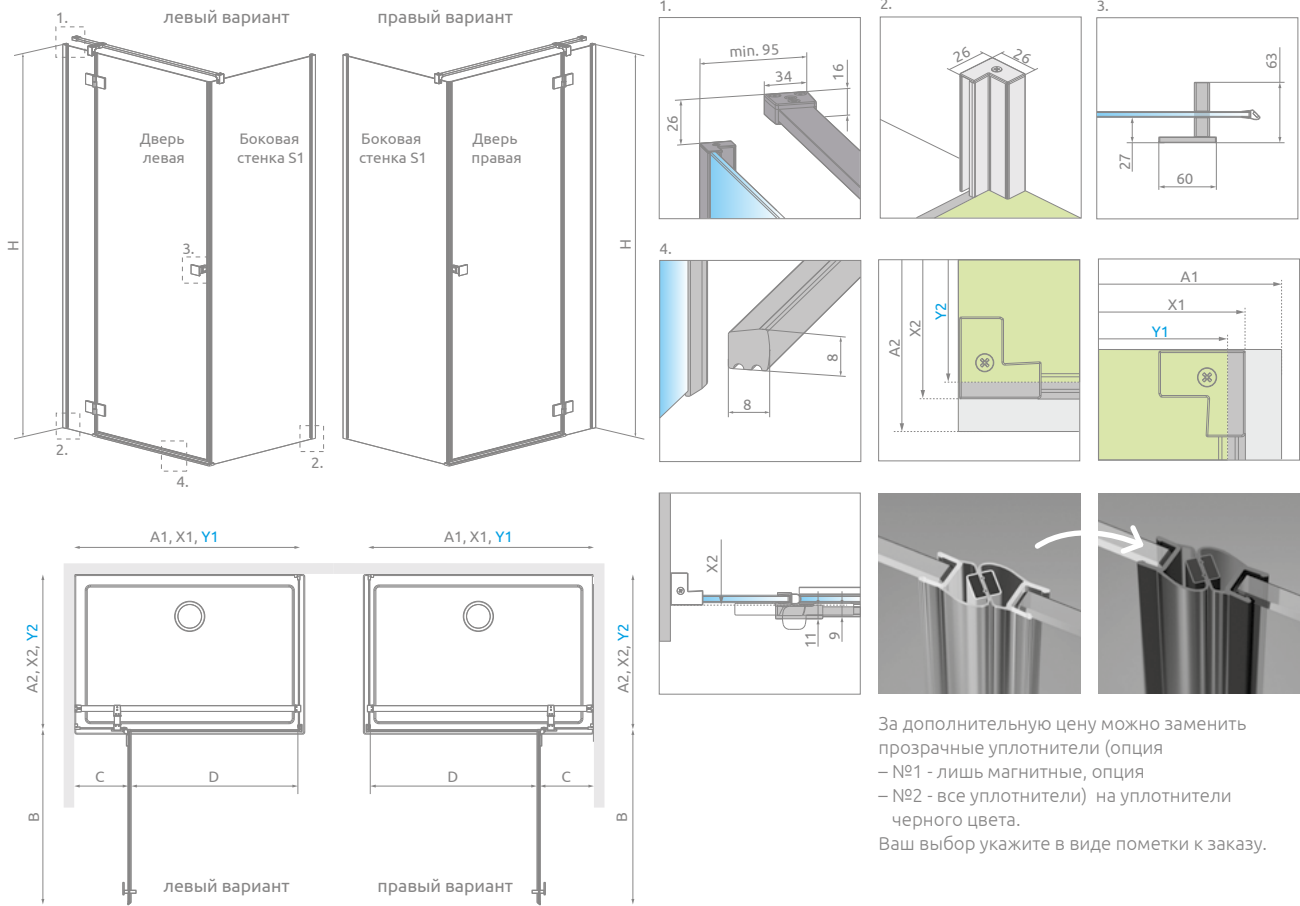 левый вариант
правый вариант
1.
Дверь
левая
Боковая
стенка S1
Боковая
стенка S1
Дверь
правая
H
H
3.
2.
4.
2.
1.
min. 95
34
16
26
2.
26
26
3.
63
27
60
4.
8
8
A2
X2
Y2
A1
X1
Y1
A1, X1, Y1
A1, X1, Y1
A2, X2, Y2
A2, X2, Y2
C
D
D
C
B
B
левый вариант
правый вариант
X2
11
9
За дополнительную цену можно заменить
прозрачные уплотнители (опция
– №1 - лишь магнитные, опция
– №2 - все уплотнители) на уплотнители
черного цвета.
Ваш выбор укажите в виде пометки к заказу.